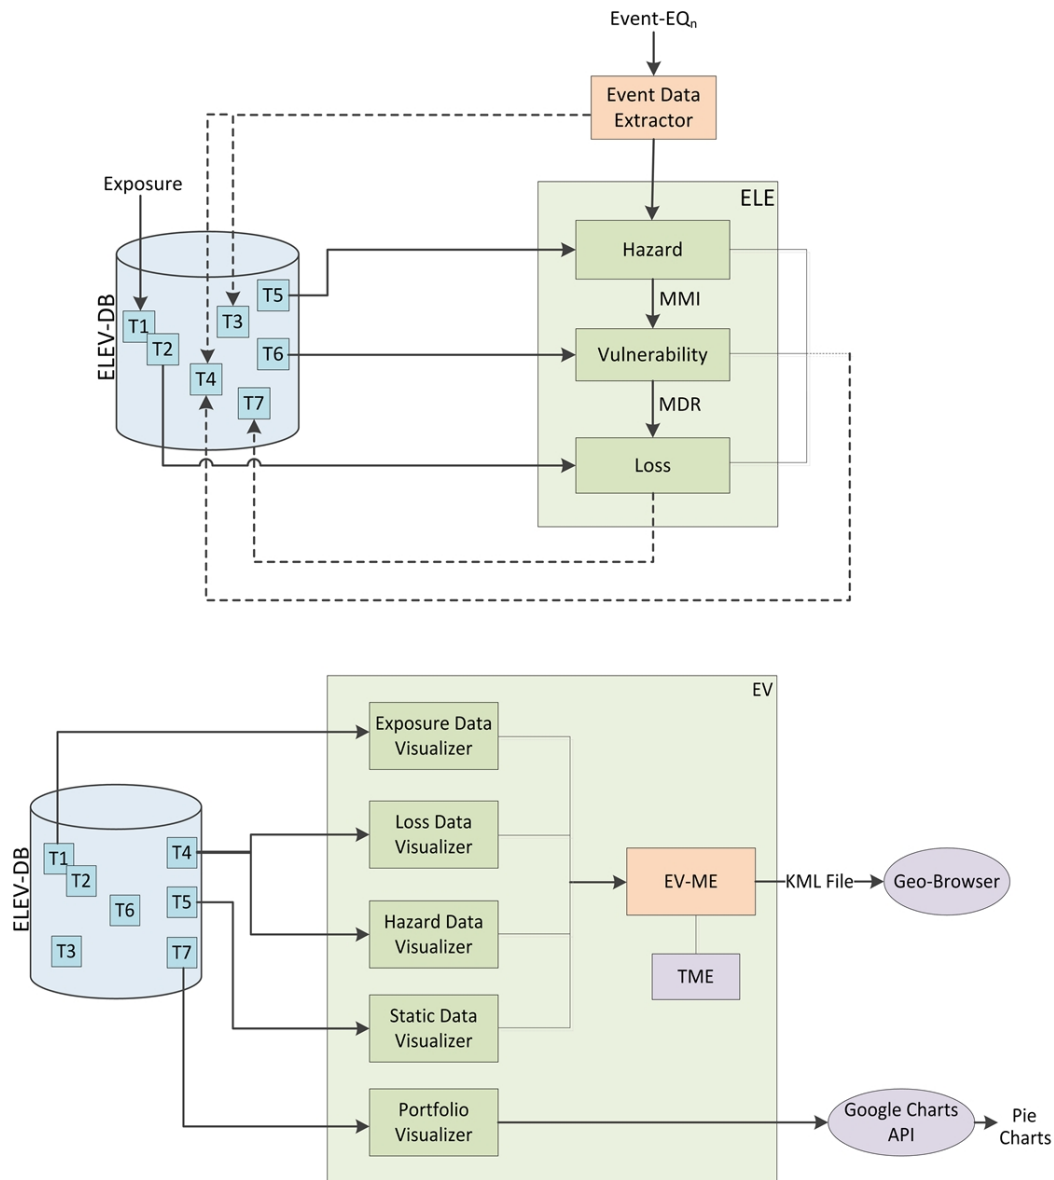 Event-EQn
Event Data
Extractor
Exposure
ELE
Hazard
T5
MMI
T3
T1
ELEV-DB
T2
T6
Vulnerability
T4
MDR
T7
Loss
EV
Exposure Data
Visualizer
Loss Data
Visualizer
T4
T1
ELEV-DB
T2
EV-ME
KML File
Geo-Browser
T5
T6
Hazard Data
Visualizer
T3
T7
TME
Static Data
Visualizer
Portfolio
Visualizer
Google Charts
API
Pie
Charts